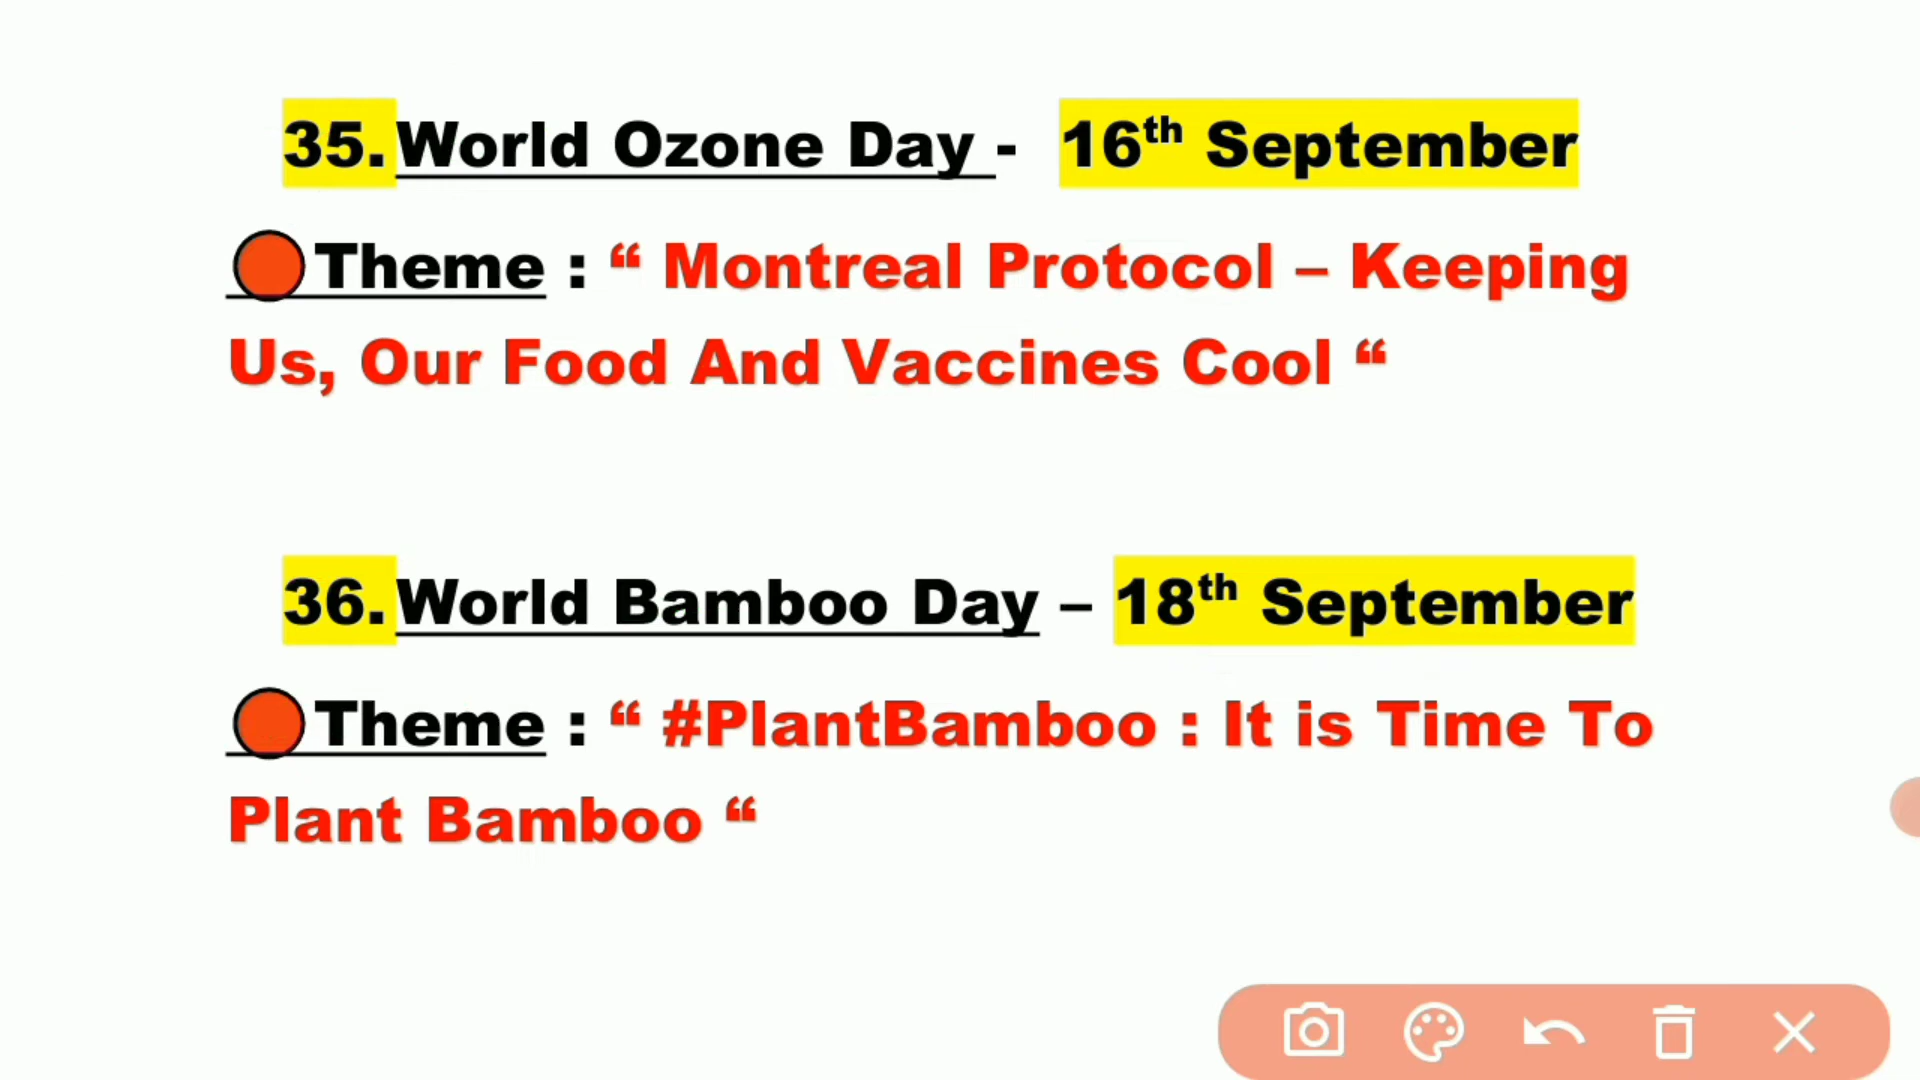 35. World Ozone Day - 16th September
Theme : “ Montreal Protocol – Keeping
Us, Our Food And Vaccines Cool “
36. World Bamboo Day – 18th September
Theme : “ #PlantBamboo : It is Time To
Plant Bamboo “